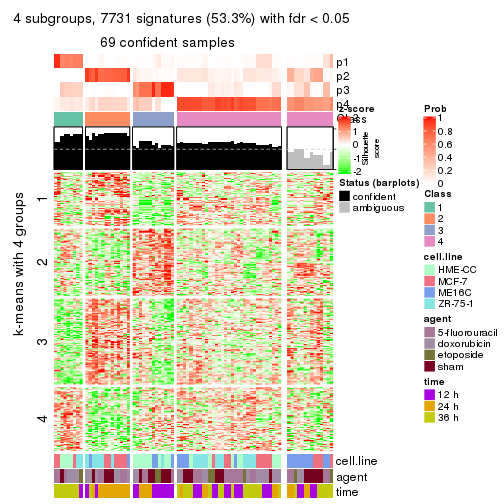 4 subgroups, 7731 signatures (53.3%) with fdr < 0.05
69 confident samples
p1
p2
p3
p4
Class
k-means with 4 groups
1
2
3
4
cell.line
agent
time
z-score
1
0
-1
-2
Silhouette
score
Status (barplots)
confident
ambiguous
Prob
1
0.8
0.6
0.4
0.2
0
Class
1
2
3
4
cell.line
HME-CC
MCF-7
ME16C
ZR-75-1
agent
5-fluorouracil
doxorubicin
etoposide
sham
time
12 h
24 h
36 h